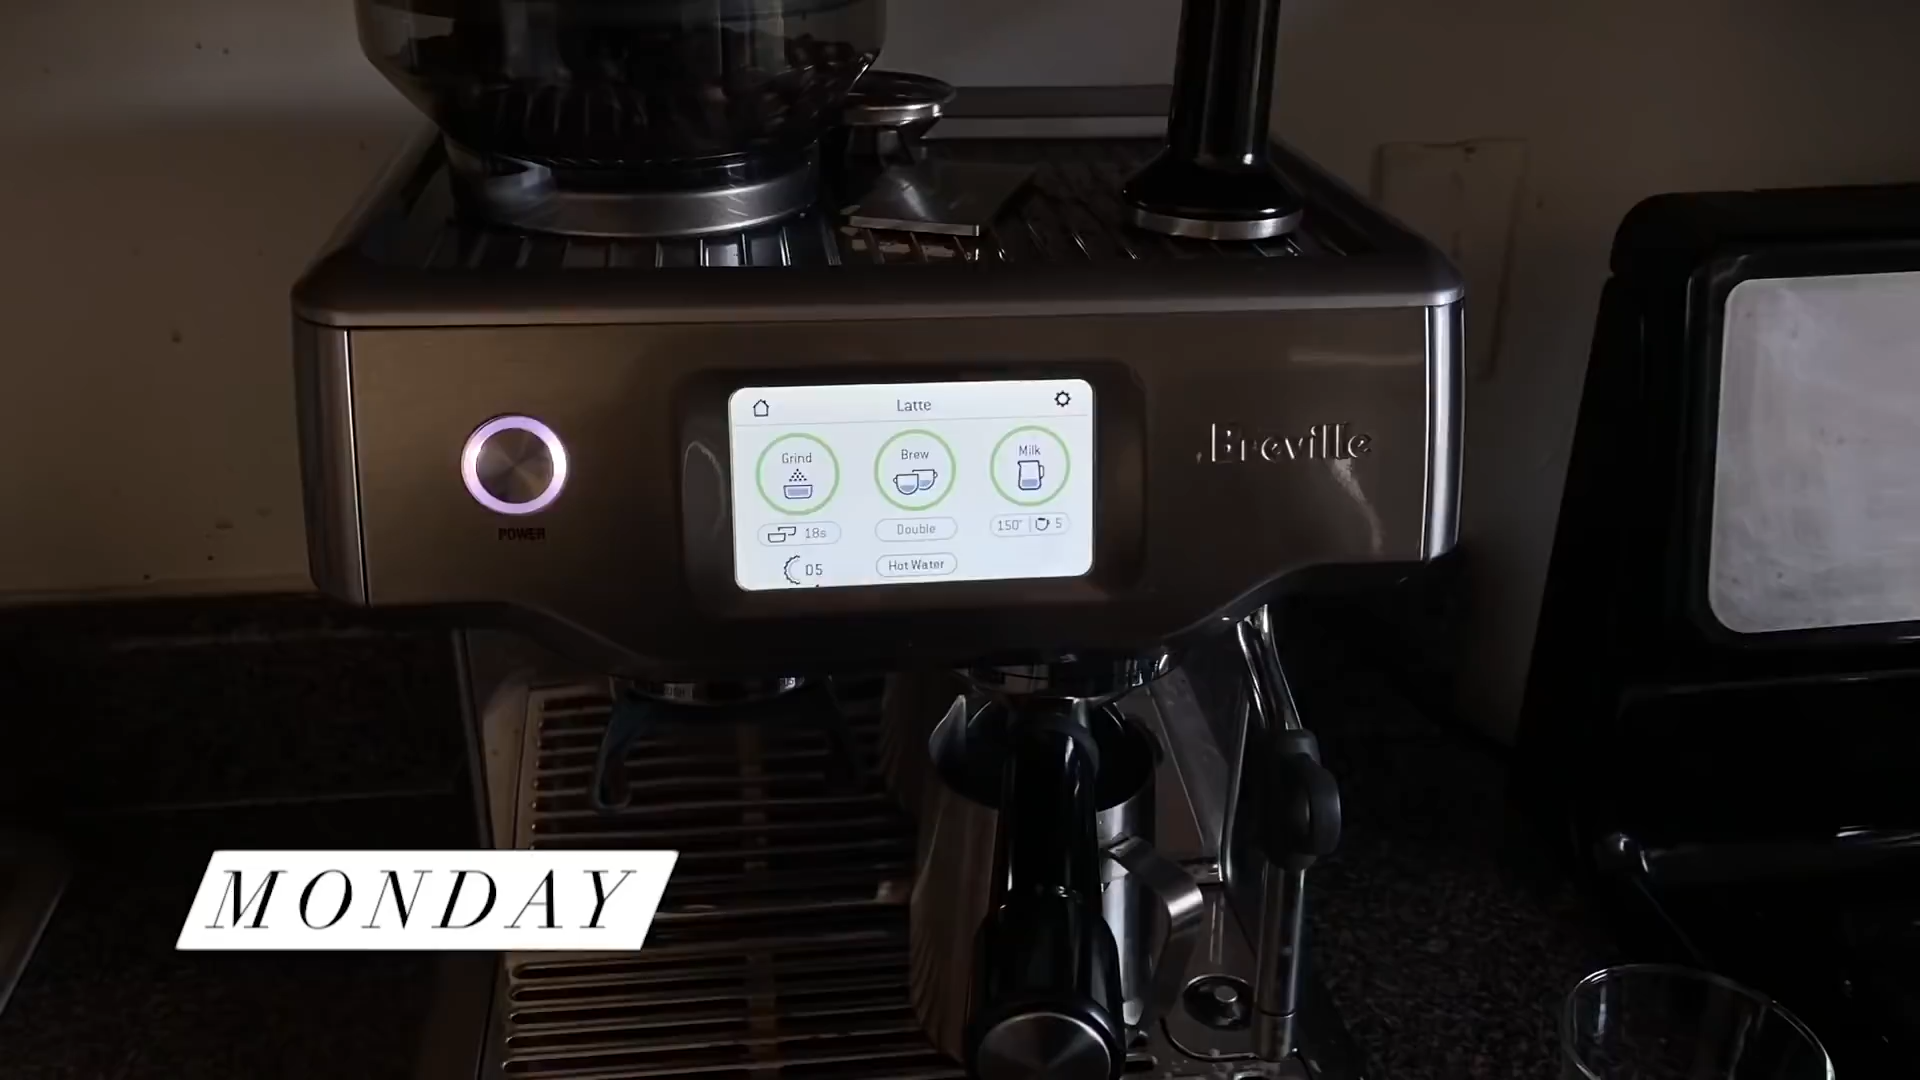 Latte
Grind
Brew
Milk
18s
Double
150° 5
05
Hot Water
Breville
POWER
MONDAY